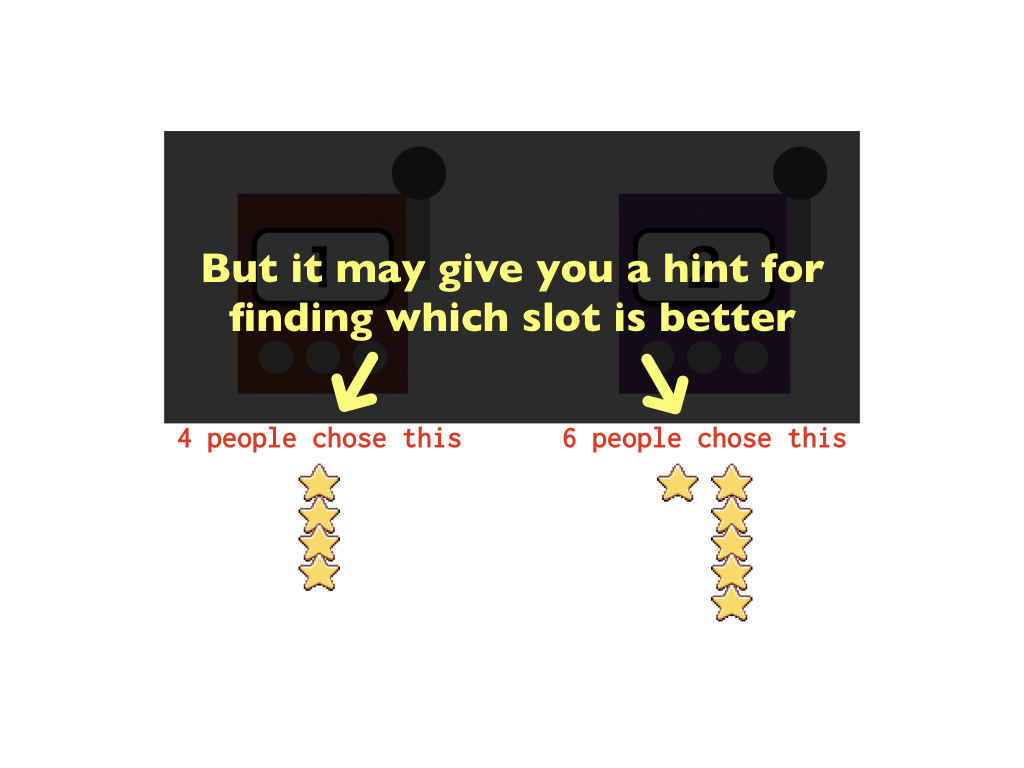 1
2
But it may give you a hint for
finding which slot is better
4 people chose this
6 people chose this